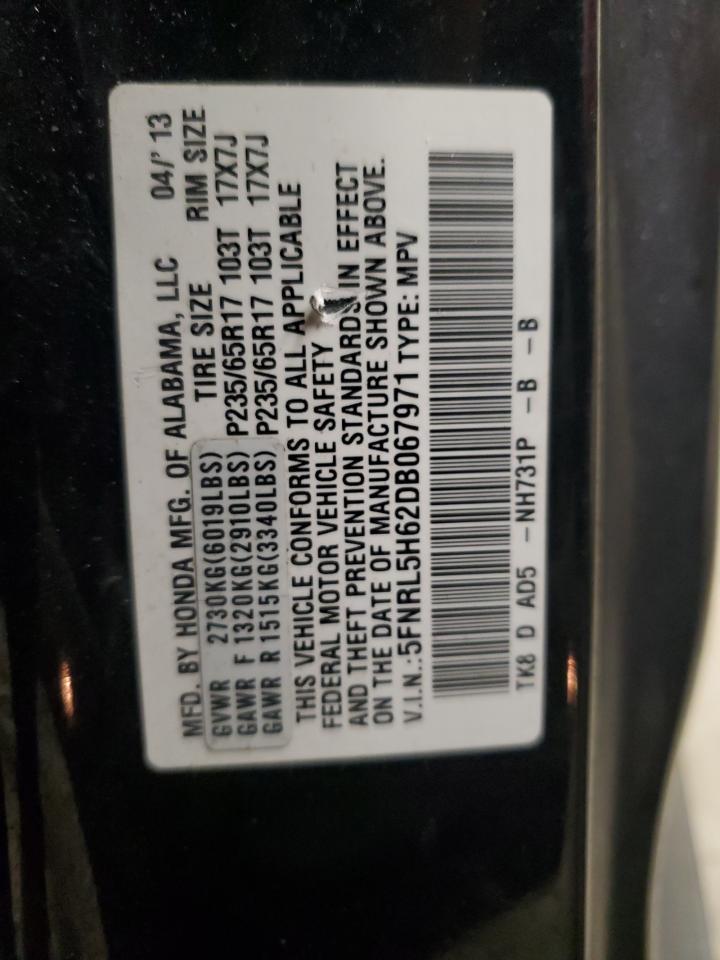 MFD. BY HONDA MFG. OF ALABAMA, LLC 04/'13
TIRE SIZE RIM SIZE
GVWR 2730KG(6019LBS)
GAWR F 1320KG(2910LBS) P235/65R17 103T 17X7J
GAWR R 1515KG(3340LBS) P235/65R17 103T 17X7J
THIS VEHICLE CONFORMS TO ALL APPLICABLE
FEDERAL MOTOR VEHICLE SAFETY
AND THEFT PREVENTION STANDARDS IN EFFECT
ON THE DATE OF MANUFACTURE SHOWN ABOVE.
V.I.N.:5FNRL5H62DB067971 TYPE: MPV
TK8 D AD5 -NH731P -B -B